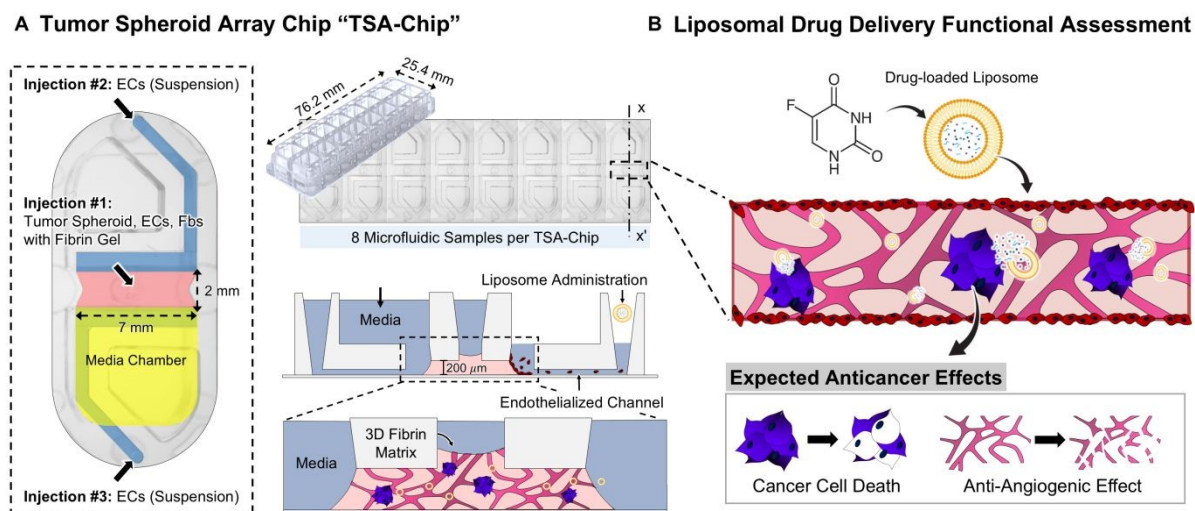 A Tumor Spheroid Array Chip “TSA-Chip”
Injection #2: ECs (Suspension)
Injection #1:
Tumor Spheroid, ECs, Fbs
with Fibrin Gel
2 mm
7 mm
Media Chamber
Injection #3: ECs (Suspension)
76.2 mm
25.4 mm
x
x'
8 Microfluidic Samples per TSA-Chip
Liposome Administration
Media
200 μm
Endothelialized Channel
3D Fibrin
Matrix
Media
B Liposomal Drug Delivery Functional Assessment
Drug-loaded Liposome
F
O
NH
N
H
O
Expected Anticancer Effects
Cancer Cell Death
Anti-Angiogenic Effect